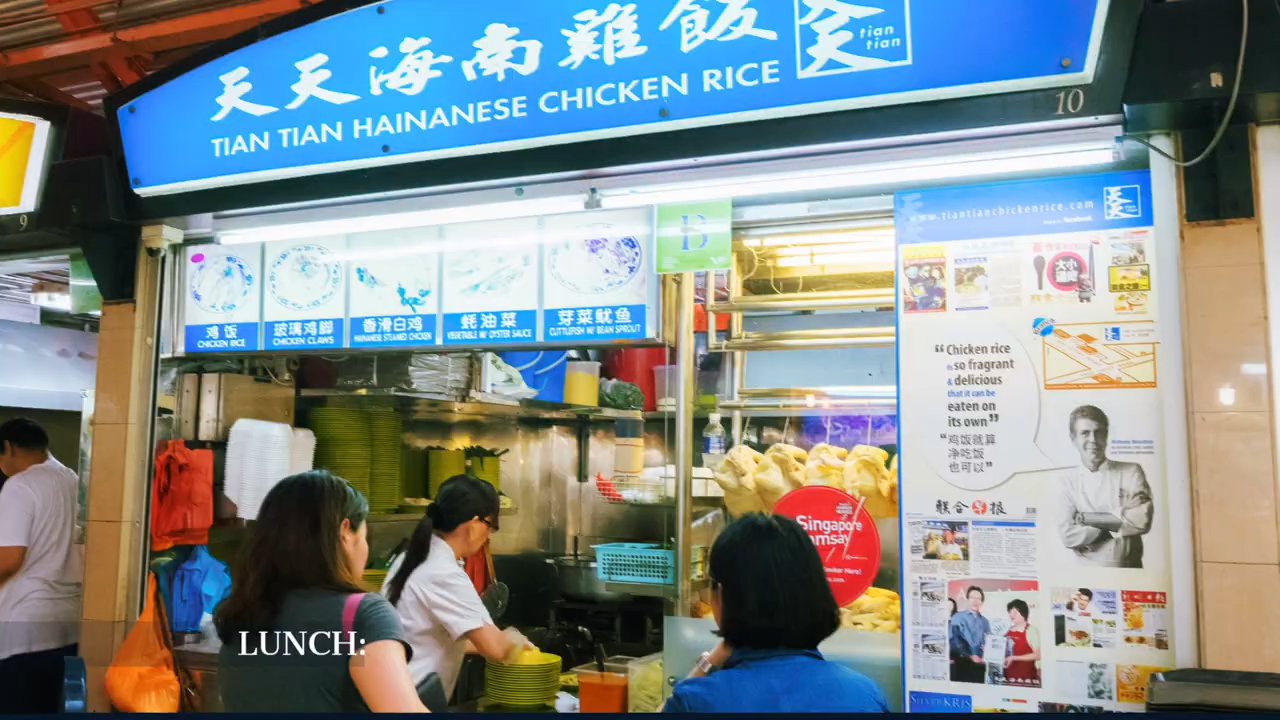 天天海南雞飯
天天
tian
tian
TIAN TIAN HAINANESE CHICKEN RICE
10
9
鸡饭
CHICKEN RICE
玻璃鸡脚
CHICKEN CLAWS
香滑白鸡
HAINANESE STEAMED CHICKEN
蚝油菜
VEGETABLE W/ OYSTER SAUCE
芽菜鱿鱼
CUTTLEFISH W/ BEAN SPROUT
B
www.tiantianchickenrice.com
“Chicken rice
is so fragrant
& delicious
that it can be
eaten on
its own”
“鸡饭就算
净吃饭
也可以”
联合早报
Singapore
SILVERKRIS
LUNCH: